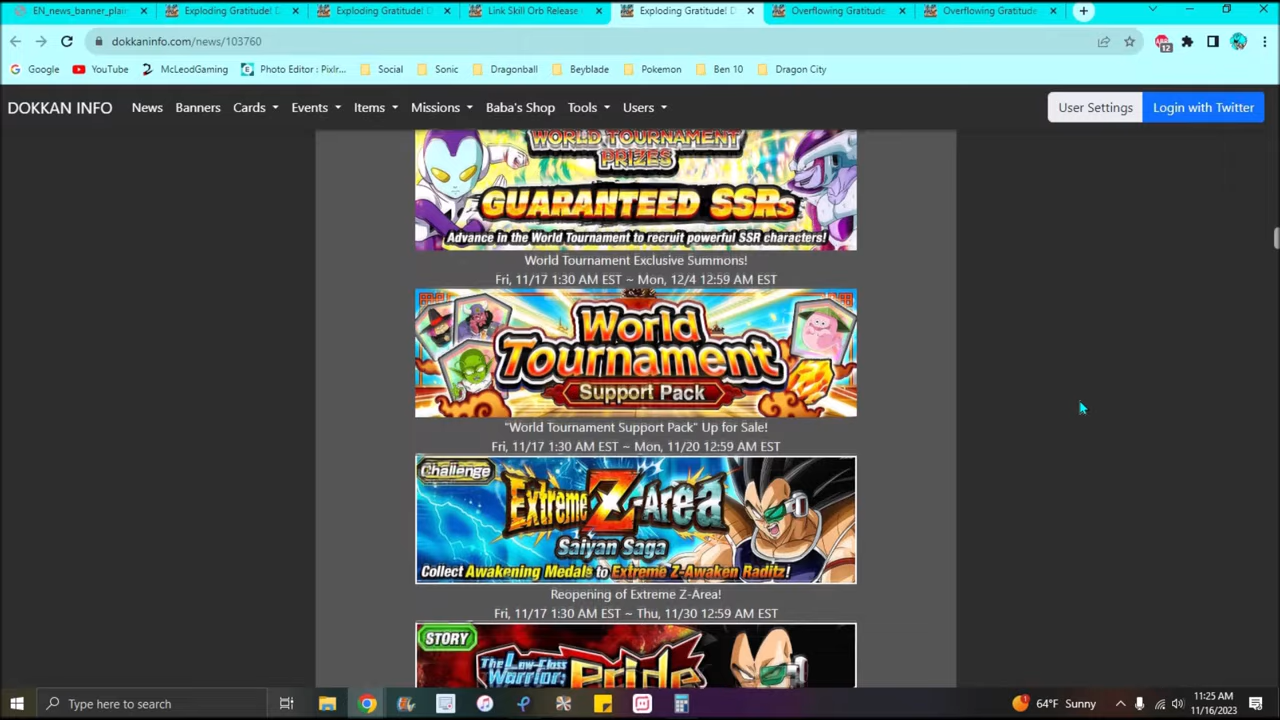 EN_news_banner_plain
Exploding Gratitude! D
Exploding Gratitude! D
Link Skill Orb Release
Exploding Gratitude! D
Overflowing Gratitude
Overflowing Gratitude
dokkaninfo.com/news/103760
12
Google
YouTube
McLeodGaming
Photo Editor : Pixlr...
Social
Sonic
Dragonball
Beyblade
Pokemon
Ben 10
Dragon City
DOKKAN INFO
News
Banners
Cards
Events
Items
Missions
Baba's Shop
Tools
Users
User Settings
Login with Twitter
WORLD TOURNAMENT
PRIZES
GUARANTEED SSRs
Advance in the World Tournament to recruit powerful SSR characters!
World Tournament Exclusive Summons!
Fri, 11/17 1:30 AM EST ~ Mon, 12/4 12:59 AM EST
World
Tournament
Support Pack
"World Tournament Support Pack" Up for Sale!
Fri, 11/17 1:30 AM EST ~ Mon, 11/20 12:59 AM EST
Challenge
Extreme Z-Area
Saiyan Saga
Collect Awakening Medals to Extreme Z-Awaken Raditz!
Reopening of Extreme Z-Area!
Fri, 11/17 1:30 AM EST ~ Thu, 11/30 12:59 AM EST
STORY
The Low-Class
Warrior:
Pride
Type here to search
64°F Sunny
11:25 AM
11/16/2023